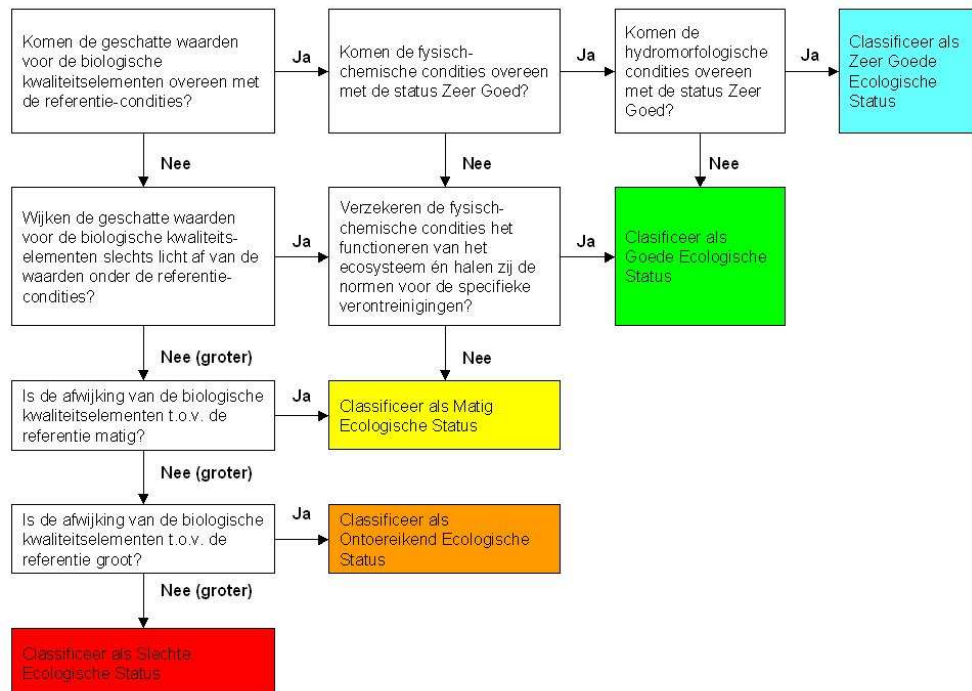 Komen de geschatte waarden
voor de biologische
kwaliteitselementen overeen met
de referentie-condities?
Ja
Komen de fysisch-
chemische condities overeen
met de status Zeer Goed?
Ja
Komen de
hydromorfologische
condities overeen
met de status Zeer
Goed?
Ja
Classificeer als
Zeer Goede
Ecologische
Status
Nee
Nee
Nee
Wijken de geschatte waarden
voor de biologische kwaliteits-
elementen slechts licht af van de
waarden onder de referentie-
condities?
Ja
Verzekeren de fysisch-
chemische condities het
functioneren van het
ecosysteem én halen zij de
normen voor de specifieke
verontreinigingen?
Ja
Clasificeer als
Goede Ecologische
Status
Nee (groter)
Nee
Is de afwijking van de biologische
kwaliteitselementen t.o.v. de
referentie matig?
Ja
Classificeer als Matig
Ecologische Status
Nee (groter)
Is de afwijking van de biologische
kwaliteitselementen t.o.v. de
referentie groot?
Ja
Classificeer als
Ontoereikend Ecologische
Status
Nee (groter)
Classificeer als Slechte
Ecologische Status